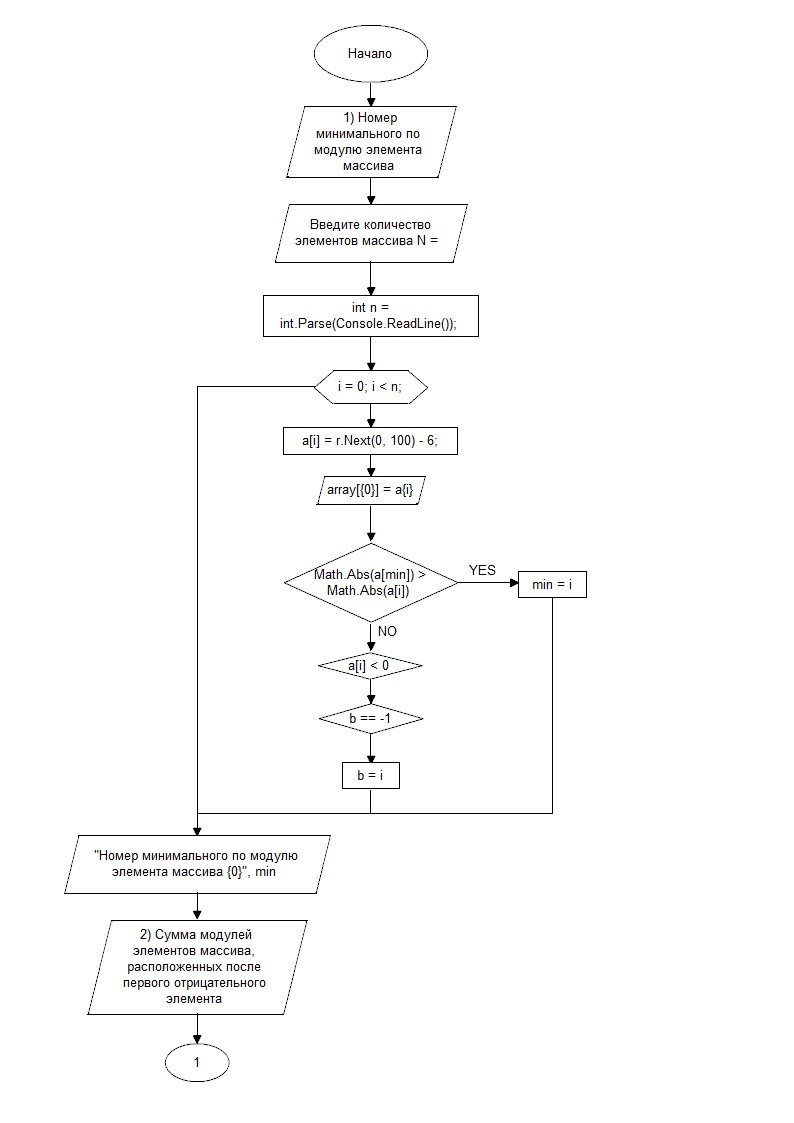 Начало
1) Номер
минимального по
модулю элемента
массива
Введите количество
элементов массива N =
int n =
int.Parse(Console.ReadLine());
i = 0; i < n;
a[i] = r.Next(0, 100) - 6;
array[{0}] = a{i}
Math.Abs(a[min]) >
Math.Abs(a[i])
YES
min = i
NO
a[i] < 0
b == -1
b = i
"Номер минимального по модулю
элемента массива {0}", min
2) Сумма модулей
элементов массива,
расположенных после
первого отрицательного
элемента
1